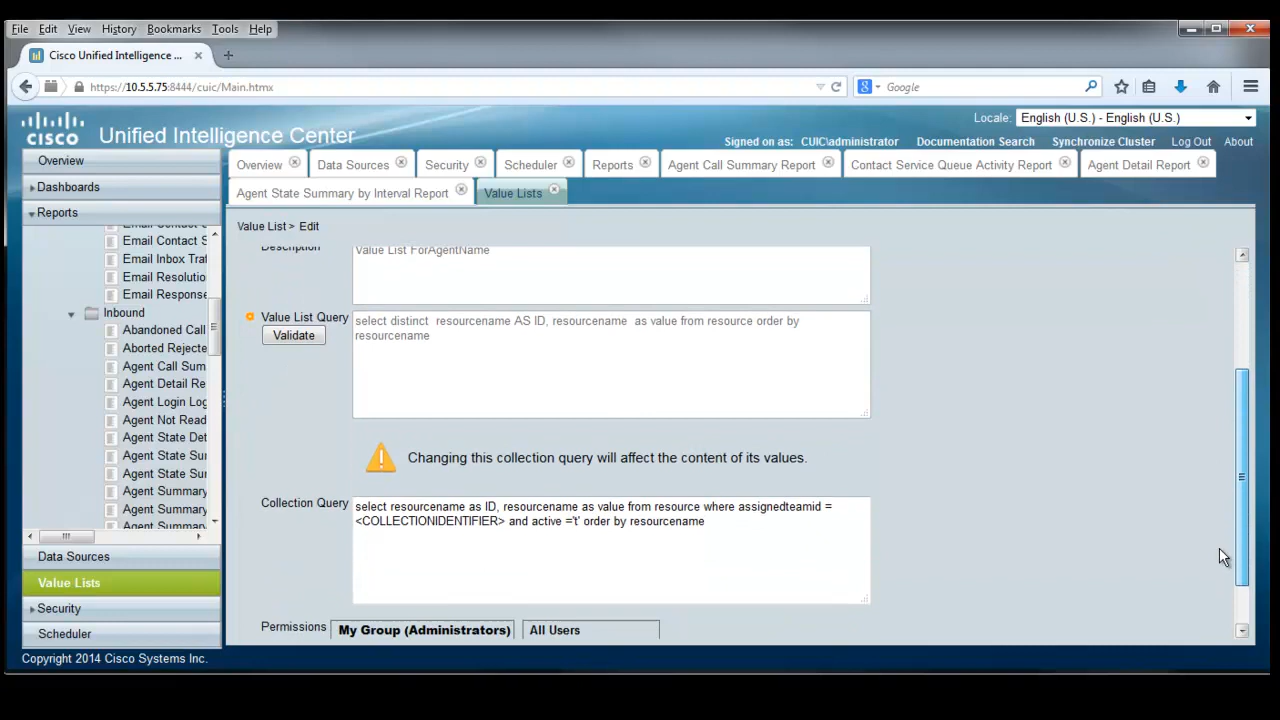 File Edit View History Bookmarks Tools Help
Cisco Unified Intelligence ...
https://10.5.5.75:8444/cuic/Main.htmx
Google
Locale: English (U.S.) - English (U.S.)
CISCO Unified Intelligence Center
Signed on as: CUIC\administrator Documentation Search Synchronize Cluster Log Out About
Overview
Dashboards
Reports
Overview Data Sources Security Scheduler Reports Agent Call Summary Report Contact Service Queue Activity Report Agent Detail Report
Agent State Summary by Interval Report Value Lists
Value List > Edit
Email Contact S
Email Inbox Traf
Email Resolutio
Email Response
Inbound
Abandoned Call
Aborted Rejecte
Agent Call Sum
Agent Detail Re
Agent Login Log
Agent Not Read
Agent State Det
Agent State Sur
Agent State Sur
Agent Summary
Agent Summary
Agent Summary
Data Sources
Value Lists
Security
Scheduler
Description
Value List ForAgentName
Value List Query
Validate
select distinct resourcename AS ID, resourcename as value from resource order by
resourcename
Changing this collection query will affect the content of its values.
Collection Query
select resourcename as ID, resourcename as value from resource where assignedteamid =
<COLLECTIONIDENTIFIER> and active ='t' order by resourcename
Permissions My Group (Administrators) All Users
Copyright 2014 Cisco Systems Inc.